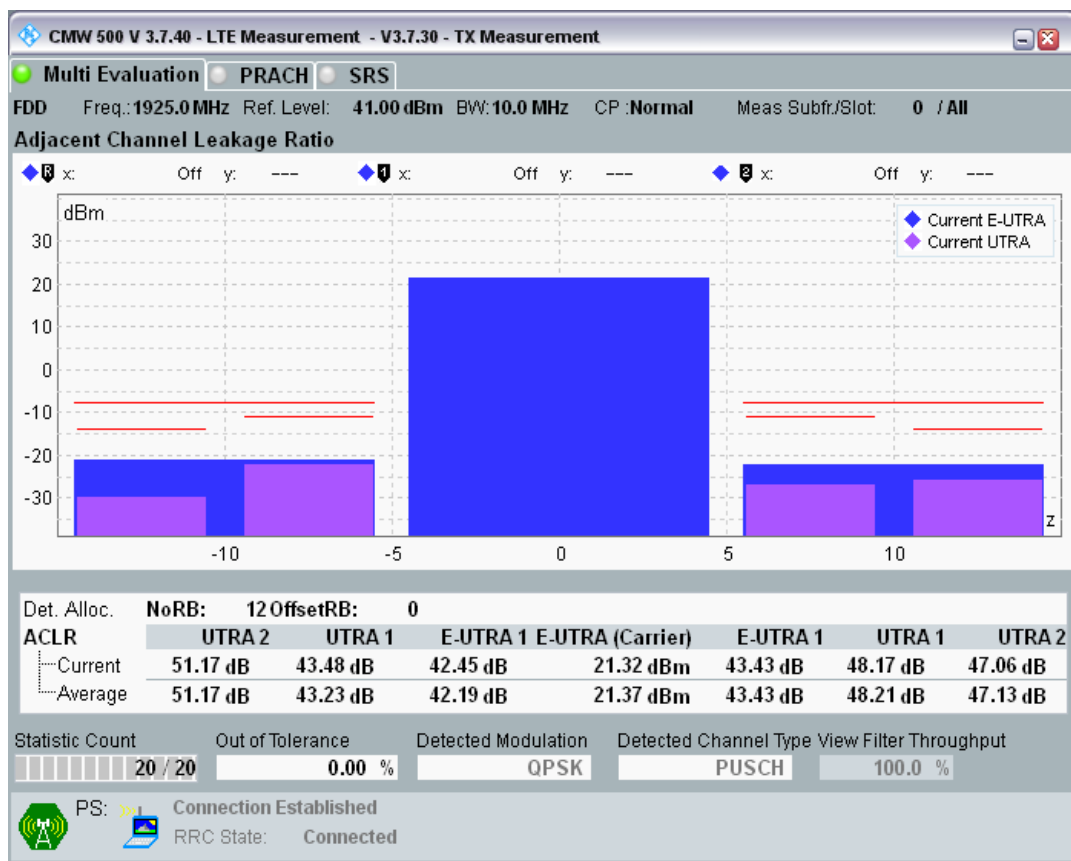 CMW 500 V 3.7.40 - LTE Measurement - V3.7.30 - TX Measurement
Multi Evaluation PRACH SRS
FDD Freq.: 1925.0 MHz Ref. Level: 41.00 dBm BW: 10.0 MHz CP :Normal Meas Subfr./Slot: 0 / All
Adjacent Channel Leakage Ratio
R x: Off y: --- 1 x: Off y: --- 2 x: Off y: ---
dBm
Current E-UTRA
Current UTRA
30
20
10
0
-10
-20
-30
z
-10 -5 0 5 10
Det. Alloc. NoRB: 12 OffsetRB: 0
ACLR UTRA 2 UTRA 1 E-UTRA 1 E-UTRA (Carrier) E-UTRA 1 UTRA 1 UTRA 2
Current 51.17 dB 43.48 dB 42.45 dB 21.32 dBm 43.43 dB 48.17 dB 47.06 dB
Average 51.17 dB 43.23 dB 42.19 dB 21.37 dBm 43.43 dB 48.21 dB 47.13 dB
Statistic Count Out of Tolerance Detected Modulation Detected Channel Type View Filter Throughput
20 / 20 0.00 % QPSK PUSCH 100.0 %
PS: Connection Established
RRC State: Connected